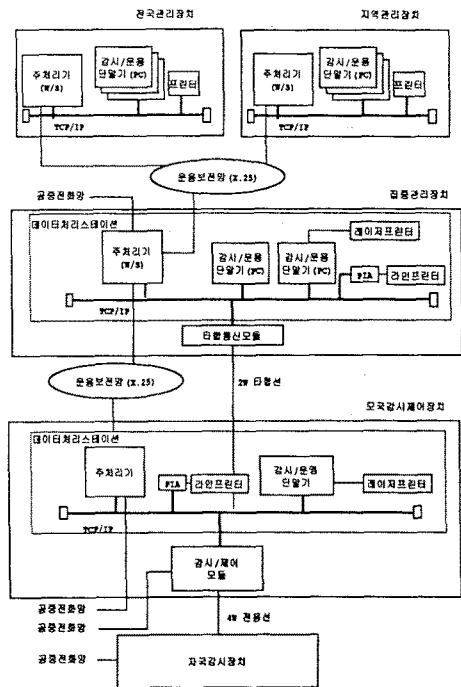 전국관리장치
지역관리장치
주처리기
(W/S)
감시/운용
단말기(PC)
프린터
TCP/IP
주처리기
(W/S)
감시/운용
단말기(PC)
프린터
TCP/IP
운용보전망(X.25)
공중전화망
집중관리장치
데이터처리스테이션
주처리기
(W/S)
감시/운용
단말기(PC)
감시/운용
단말기(PC)
레이저프린터
PIA
라인프린터
TCP/IP
타합통신모듈
운용보전망(X.25)
2W 타합선
모국감시제어장치
데이터처리스테이션
주처리기
PIA
라인프린터
감시/운영
단말기
레이저프린터
TCP/IP
감시/제어
모듈
공중전화망
공중전화망
4W 전용선
공중전화망
자국감시장치